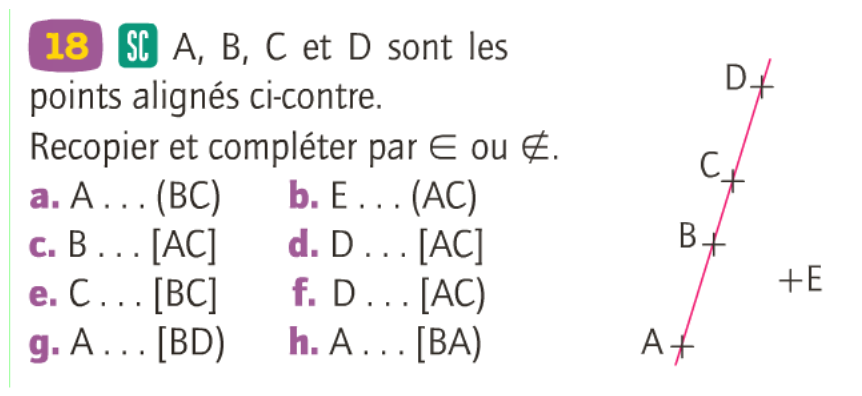 18 SC A, B, C et D sont les
points alignés ci-contre.
Recopier et compléter par ∈ ou ∉.
a. A . . . (BC) b. E . . . (AC)
c. B . . . [AC] d. D . . . [AC]
e. C . . . [BC] f. D . . . [AC)
g. A . . . [BD) h. A . . . [BA)
D
C
B
+E
A